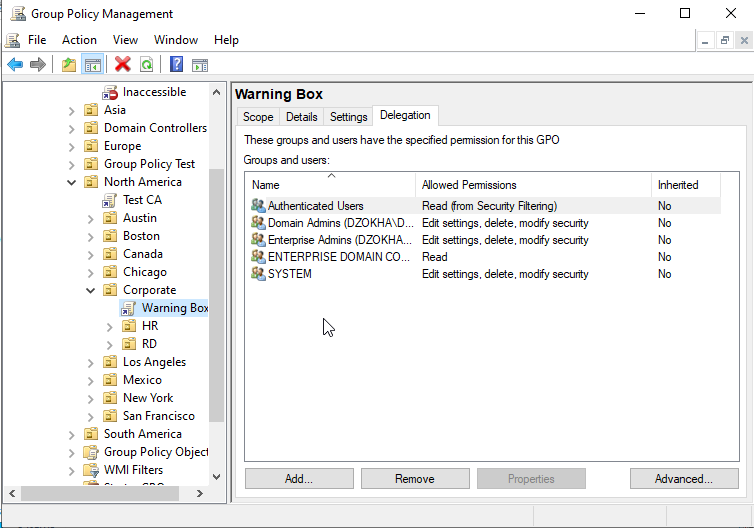 Group Policy Management
File Action View Window Help
Inaccessible
Asia
Domain Controllers
Europe
Group Policy Test
North America
Test CA
Austin
Boston
Canada
Chicago
Corporate
Warning Box
HR
RD
Los Angeles
Mexico
New York
San Francisco
South America
Group Policy Object
WMI Filters
Warning Box
Scope Details Settings Delegation
These groups and users have the specified permission for this GPO
Groups and users:
Name Allowed Permissions Inherited
Authenticated Users Read (from Security Filtering) No
Domain Admins (DZOKHA\D... Edit settings, delete, modify security No
Enterprise Admins (DZOKHA... Edit settings, delete, modify security No
ENTERPRISE DOMAIN CO... Read No
SYSTEM Edit settings, delete, modify security No
Add... Remove Properties Advanced...